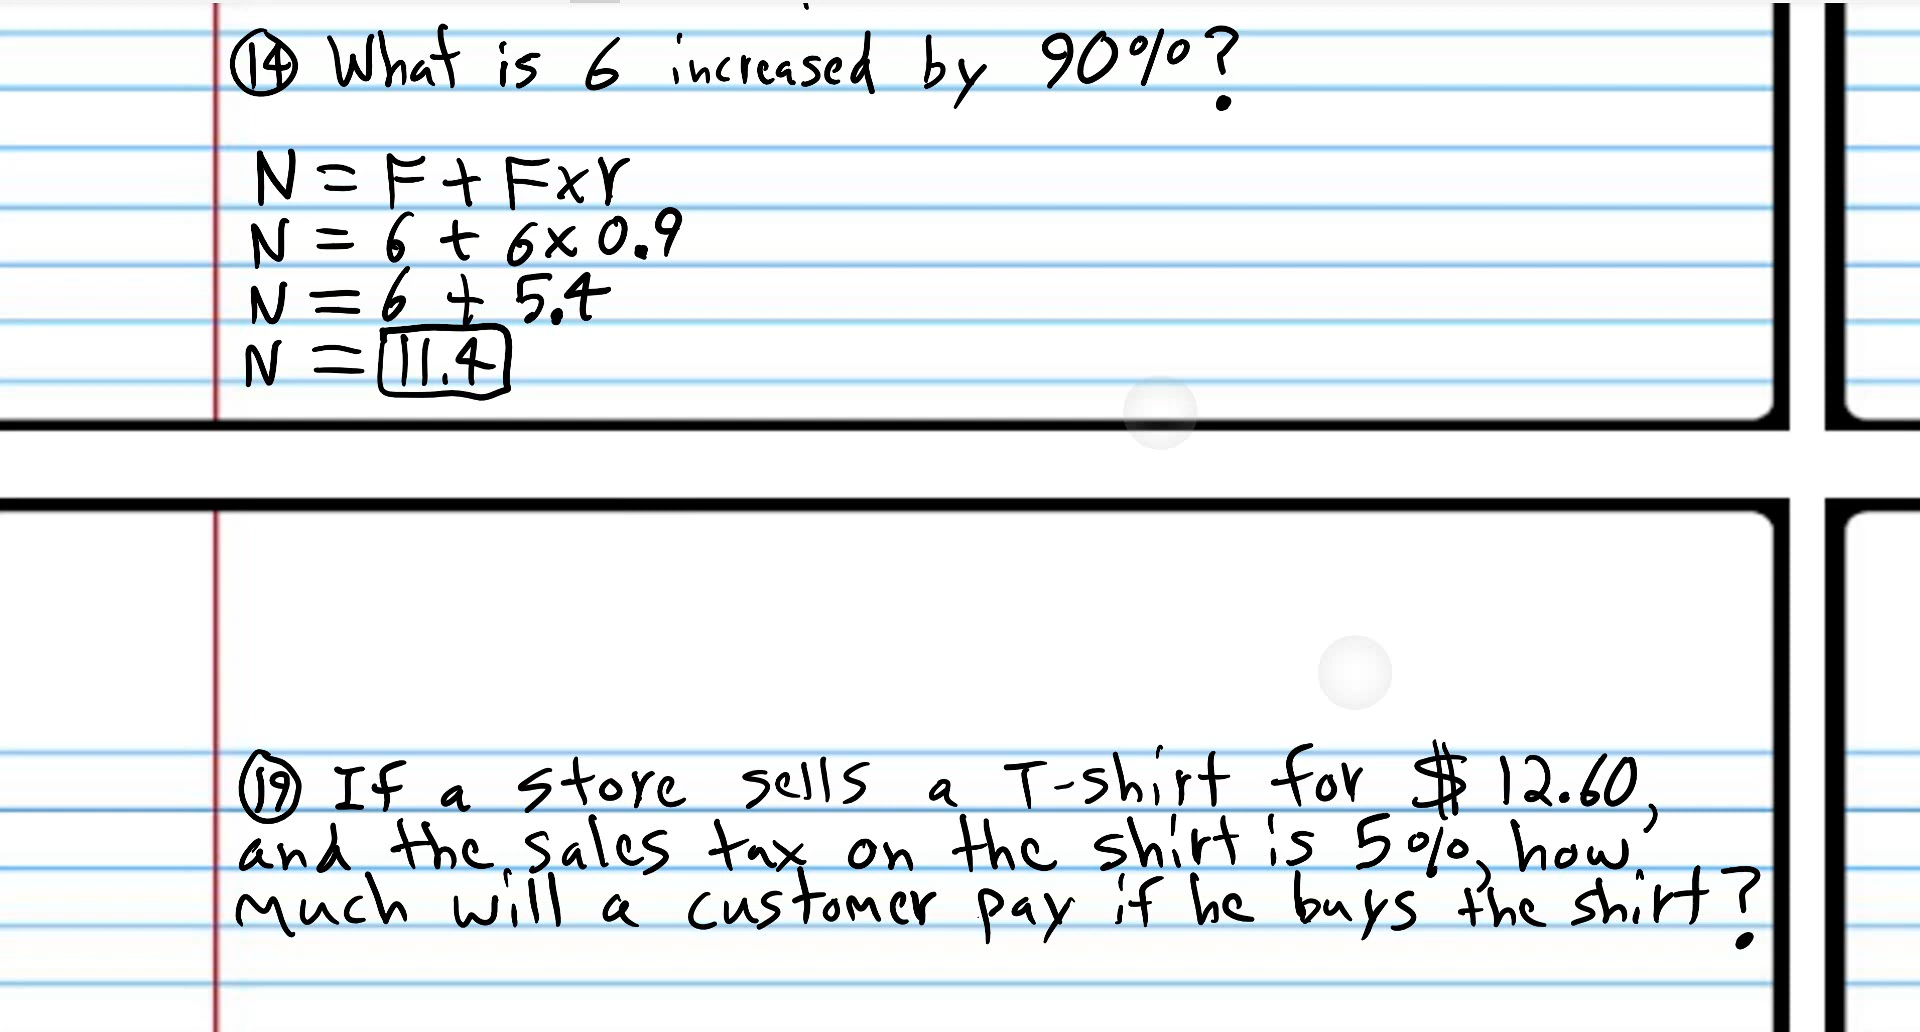 ⑭ What is 6 increased by 90%?
N = F + F x r
N = 6 + 6 x 0.9
N = 6 + 5.4
N = 11.4
⑲ If a store sells a T-shirt for $12.60,
and the sales tax on the shirt is 5%, how
much will a customer pay if he buys the shirt?